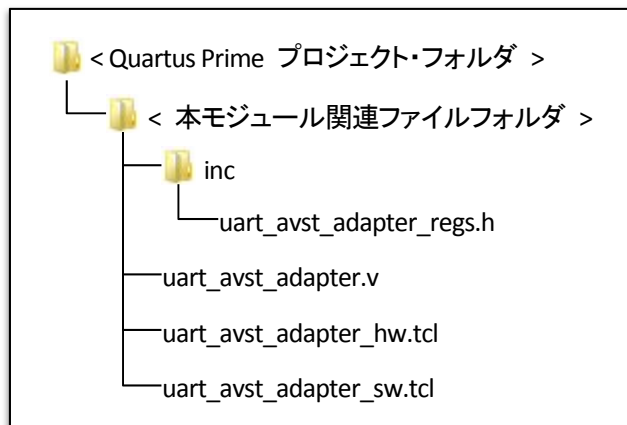 < Quartus Prime プロジェクト・フォルダ >
< 本モジュール関連ファイルフォルダ >
inc
uart_avst_adapter_regs.h
uart_avst_adapter.v
uart_avst_adapter_hw.tcl
uart_avst_adapter_sw.tcl